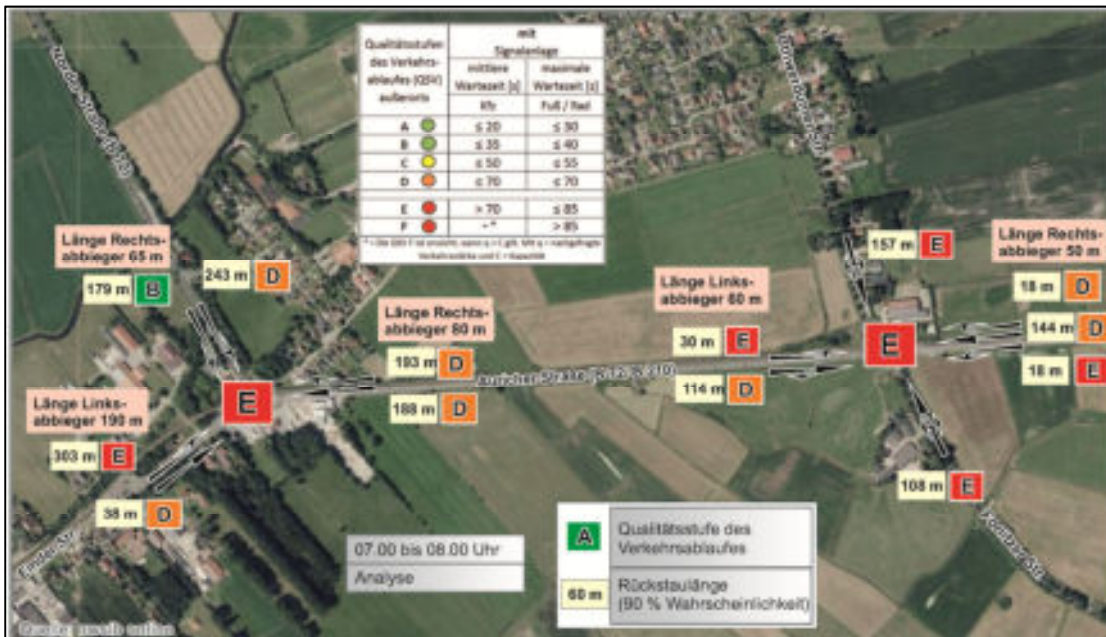 Qualitätsstufen
des Verkehrs-
ablaufes (QSV)
außerorts
mit
Signalanlage
mittlere
Wartezeit [s]
maximale
Wartezeit [s]
Kfz
Fuß / Rad
A ≤ 20 ≤ 30
B ≤ 35 ≤ 40
C ≤ 50 ≤ 55
D ≤ 70 ≤ 70
E > 70 ≤ 85
F - * > 85
Länge Rechts-
abbieger 65 m
179 m B
243 m D
Länge Rechts-
abbieger 80 m
193 m D
188 m D
E
Länge Links-
abbieger 190 m
303 m E
38 m D
Emder Str.
Länge Links-
abbieger 60 m
30 m E
114 m D
157 m E
E
Länge Rechts-
abbieger 50 m
18 m D
144 m D
18 m E
108 m E
07.00 bis 08.00 Uhr
Analyse
A Qualitätsstufe des
Verkehrsablaufes
60 m Rückstaulänge
(90 % Wahrscheinlichkeit)